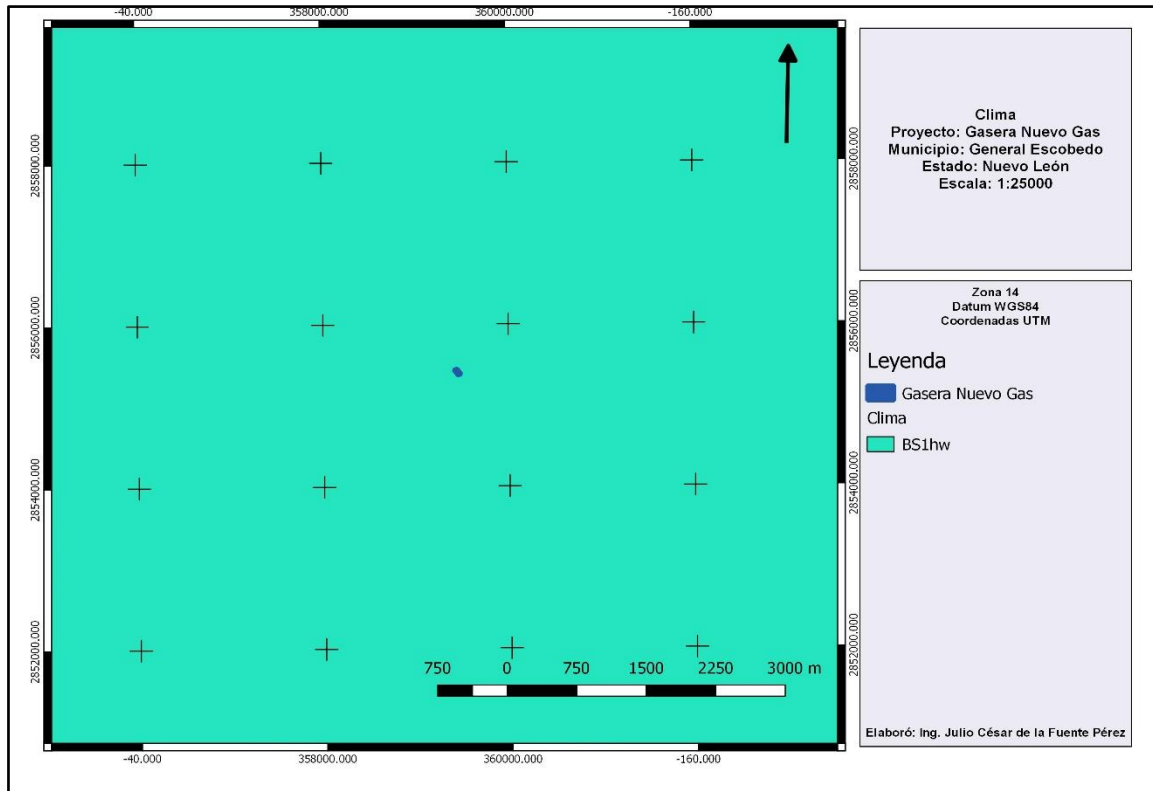 -40.000 358000.000 360000.000 -160.000
2858000.000 2858000.000
2856000.000 2856000.000
2854000.000 2854000.000
2852000.000 2852000.000
750 0 750 1500 2250 3000 m
-40.000 358000.000 360000.000 -160.000
Clima
Proyecto: Gasera Nuevo Gas
Municipio: General Escobedo
Estado: Nuevo León
Escala: 1:25000
Zona 14
Datum WGS84
Coordenadas UTM
Leyenda
Gasera Nuevo Gas
Clima
BS1hw
Elaboró: Ing. Julio César de la Fuente Pérez